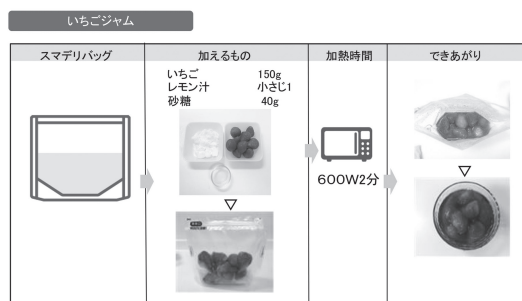 いちごジャム
スマデリバッグ
加えるもの
加熱時間
できあがり
いちご 150g
レモン汁 小さじ1
砂糖 40g
600W2分